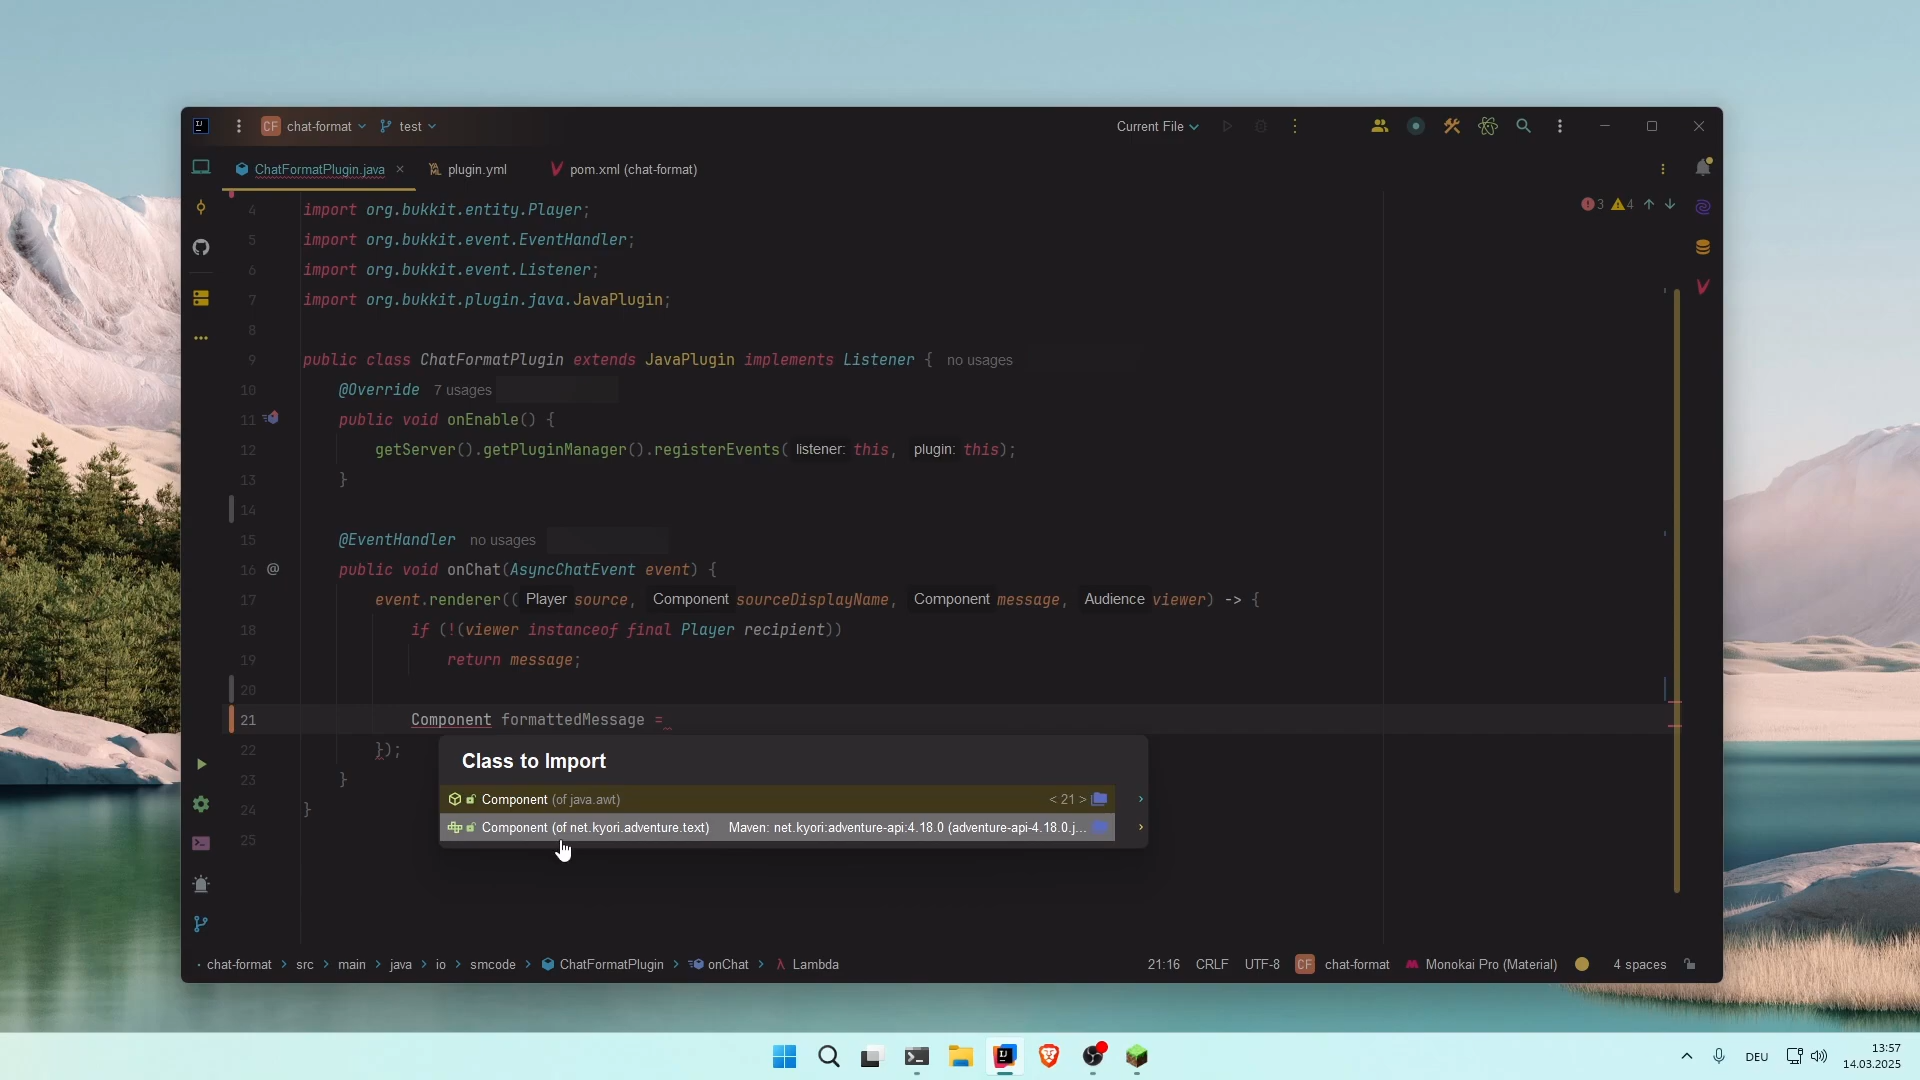 CF chat-format test Current File
ChatFormatPlugin.java plugin.yml pom.xml (chat-format)
3 4
4 import org.bukkit.entity.Player;
5 import org.bukkit.event.EventHandler;
6 import org.bukkit.event.Listener;
7 import org.bukkit.plugin.java.JavaPlugin;
8
9 public class ChatFormatPlugin extends JavaPlugin implements Listener { no usages
10 @Override 7 usages
11 public void onEnable() {
12 getServer().getPluginManager().registerEvents( listener: this, plugin: this);
13 }
14
15 @EventHandler no usages
16 @ public void onChat(AsyncChatEvent event) {
17 event.renderer(( Player source, Component sourceDisplayName, Component message, Audience viewer) -> {
18 if (!(viewer instanceof final Player recipient))
19 return message;
20
21 Component formattedMessage =
22 });
23 }
24 }
25
Class to Import
Component (of java.awt) < 21 >
Component (of net.kyori.adventure.text) Maven: net.kyori:adventure-api:4.18.0 (adventure-api-4.18.0.j...
chat-format > src > main > java > io > smcode > ChatFormatPlugin > onChat > λ Lambda 21:16 CRLF UTF-8 CF chat-format Monokai Pro (Material) 4 spaces
DEU 13:57
14.03.2025